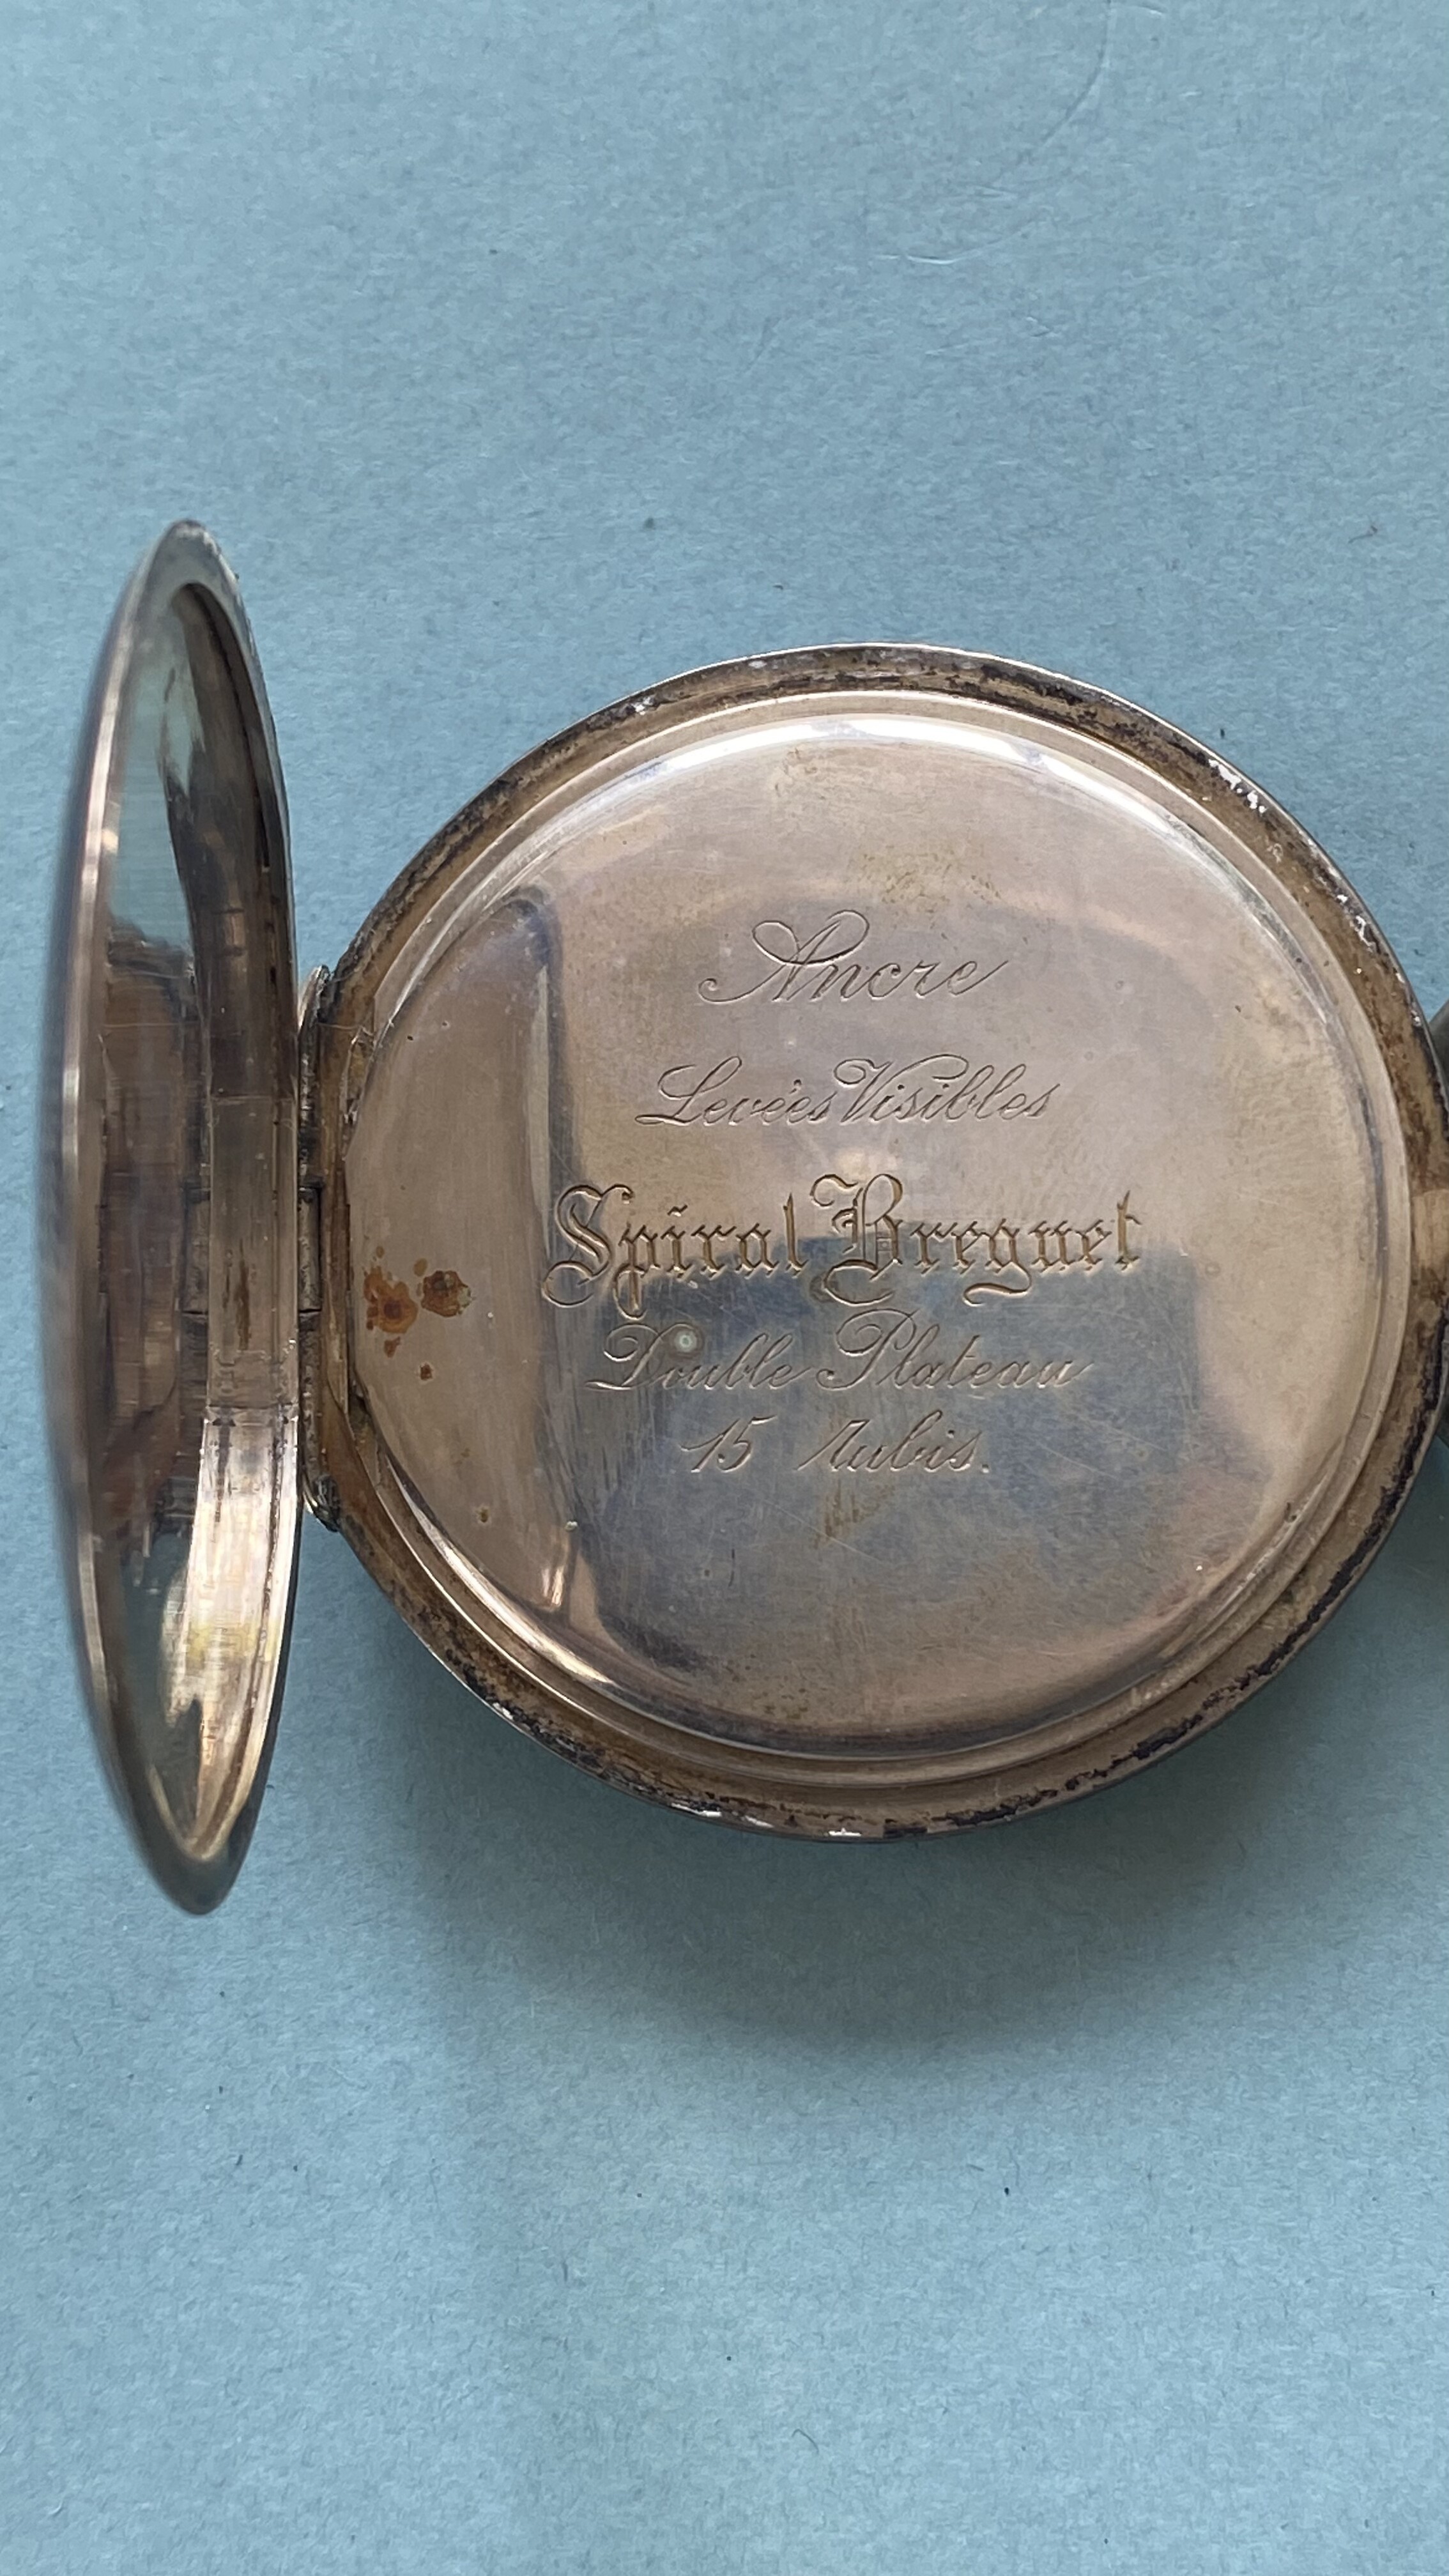 Ancre
Levées Visibles
Spiral Breguet
Double Plateau
15 Rubis.